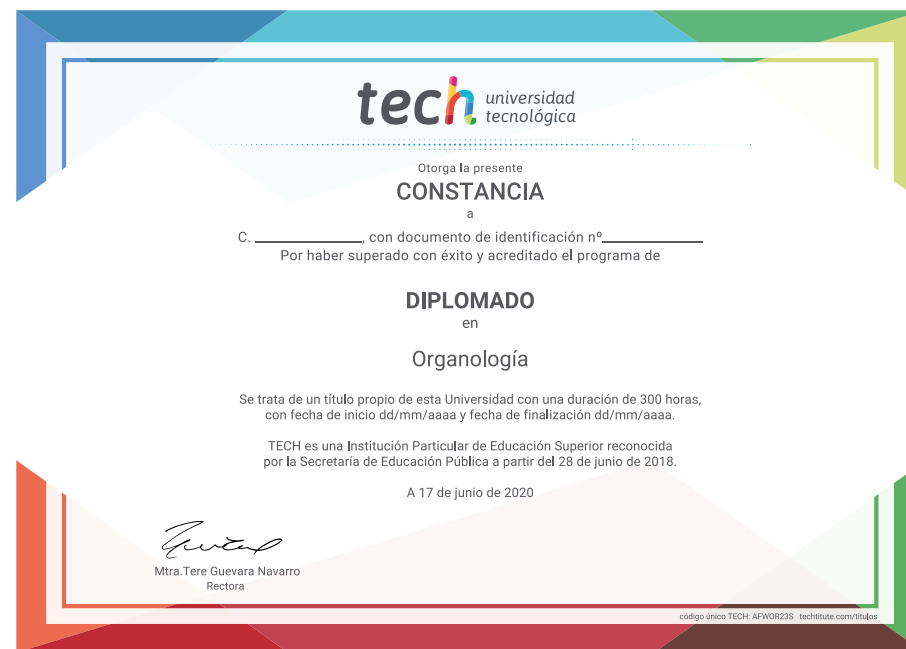 tech universidad
tecnológica
Otorga la presente
CONSTANCIA
a
C. ____________, con documento de identificación nº____________
Por haber superado con éxito y acreditado el programa de
DIPLOMADO
en
Organología
Se trata de un título propio de esta Universidad con una duración de 300 horas,
con fecha de inicio dd/mm/aaaa y fecha de finalización dd/mm/aaaa.
TECH es una Institución Particular de Educación Superior reconocida
por la Secretaría de Educación Pública a partir del 28 de junio de 2018.
A 17 de junio de 2020
Mtra.Tere Guevara Navarro
Rectora
código único TECH: AFWOR23S techtitute.com/titulos